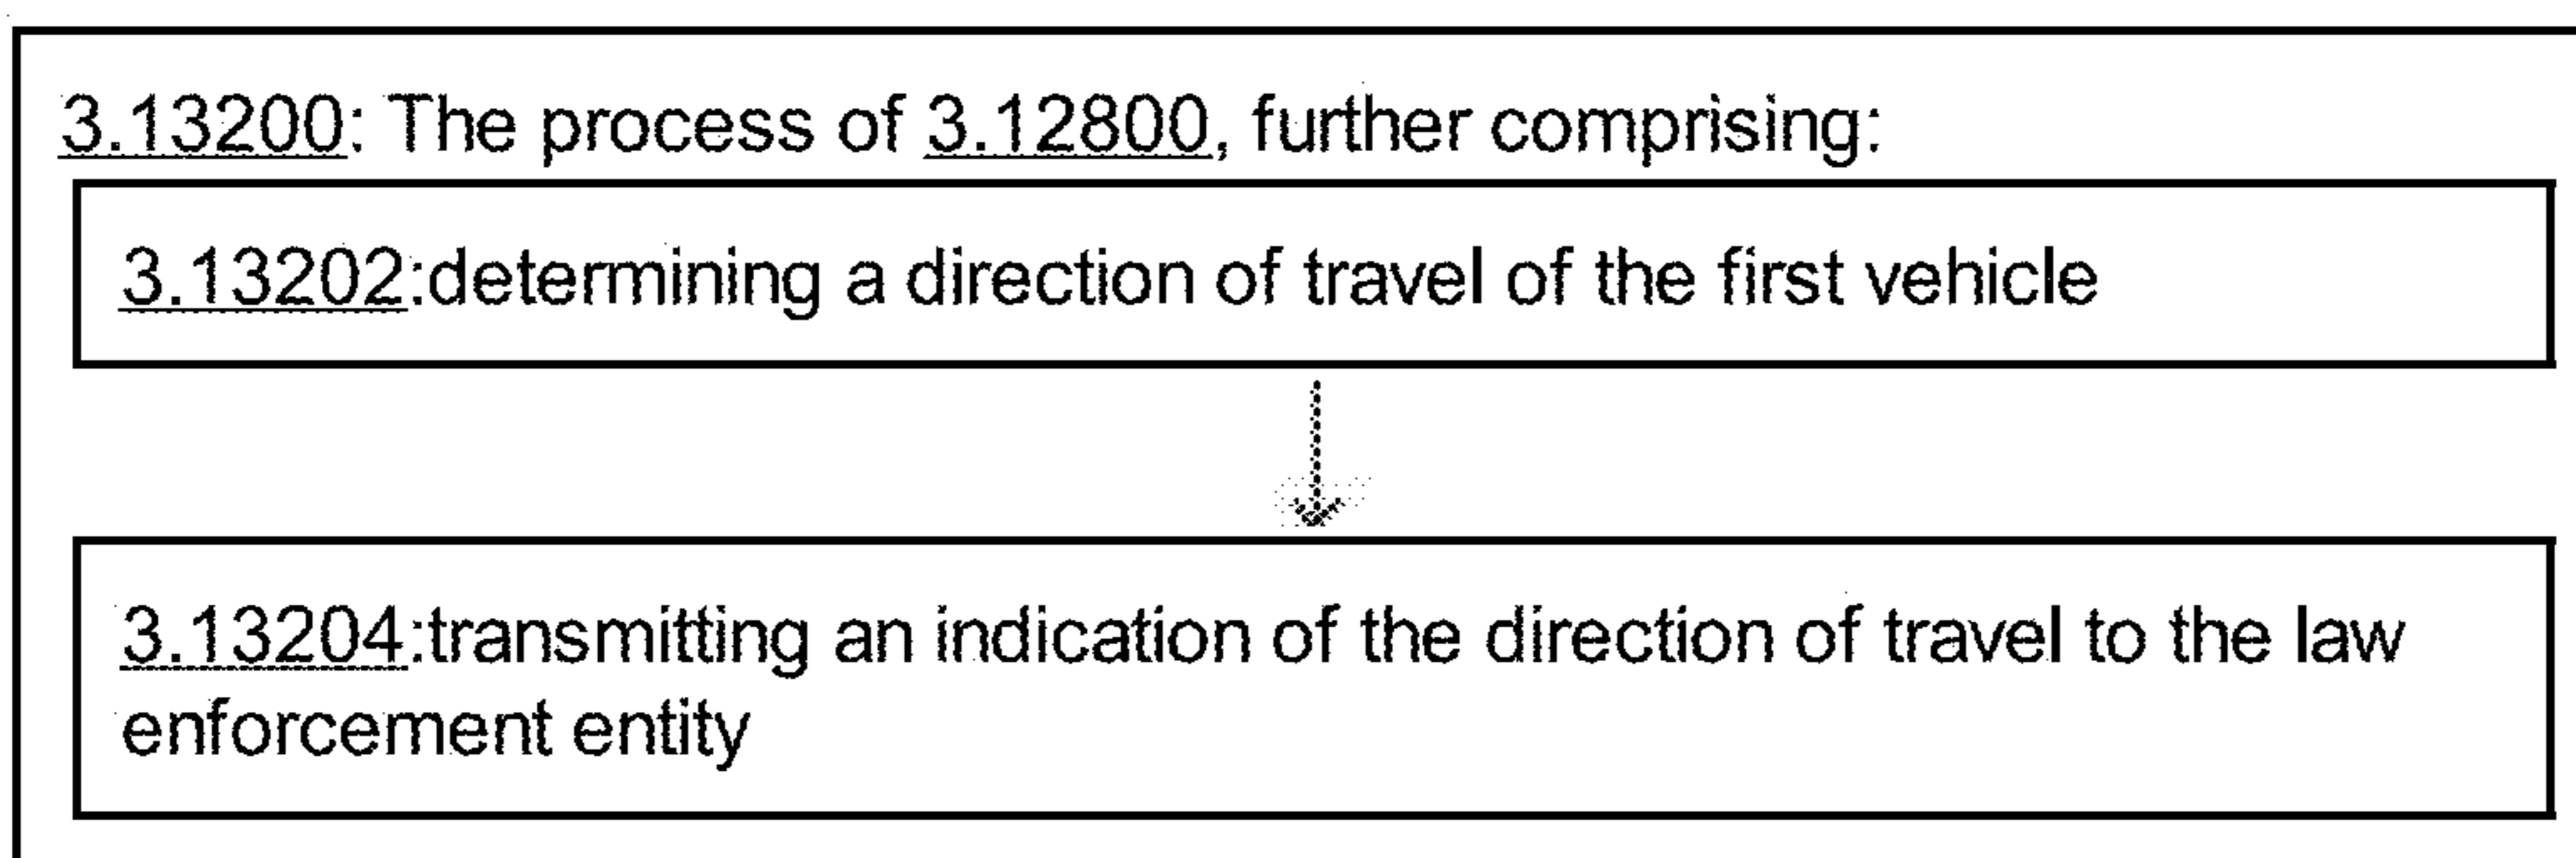 3.13200: The process of 3.12800, further comprising:
3.13202:determining a direction of travel of the first vehicle
3.13204:transmitting an indication of the direction of travel to the law
enforcement entity